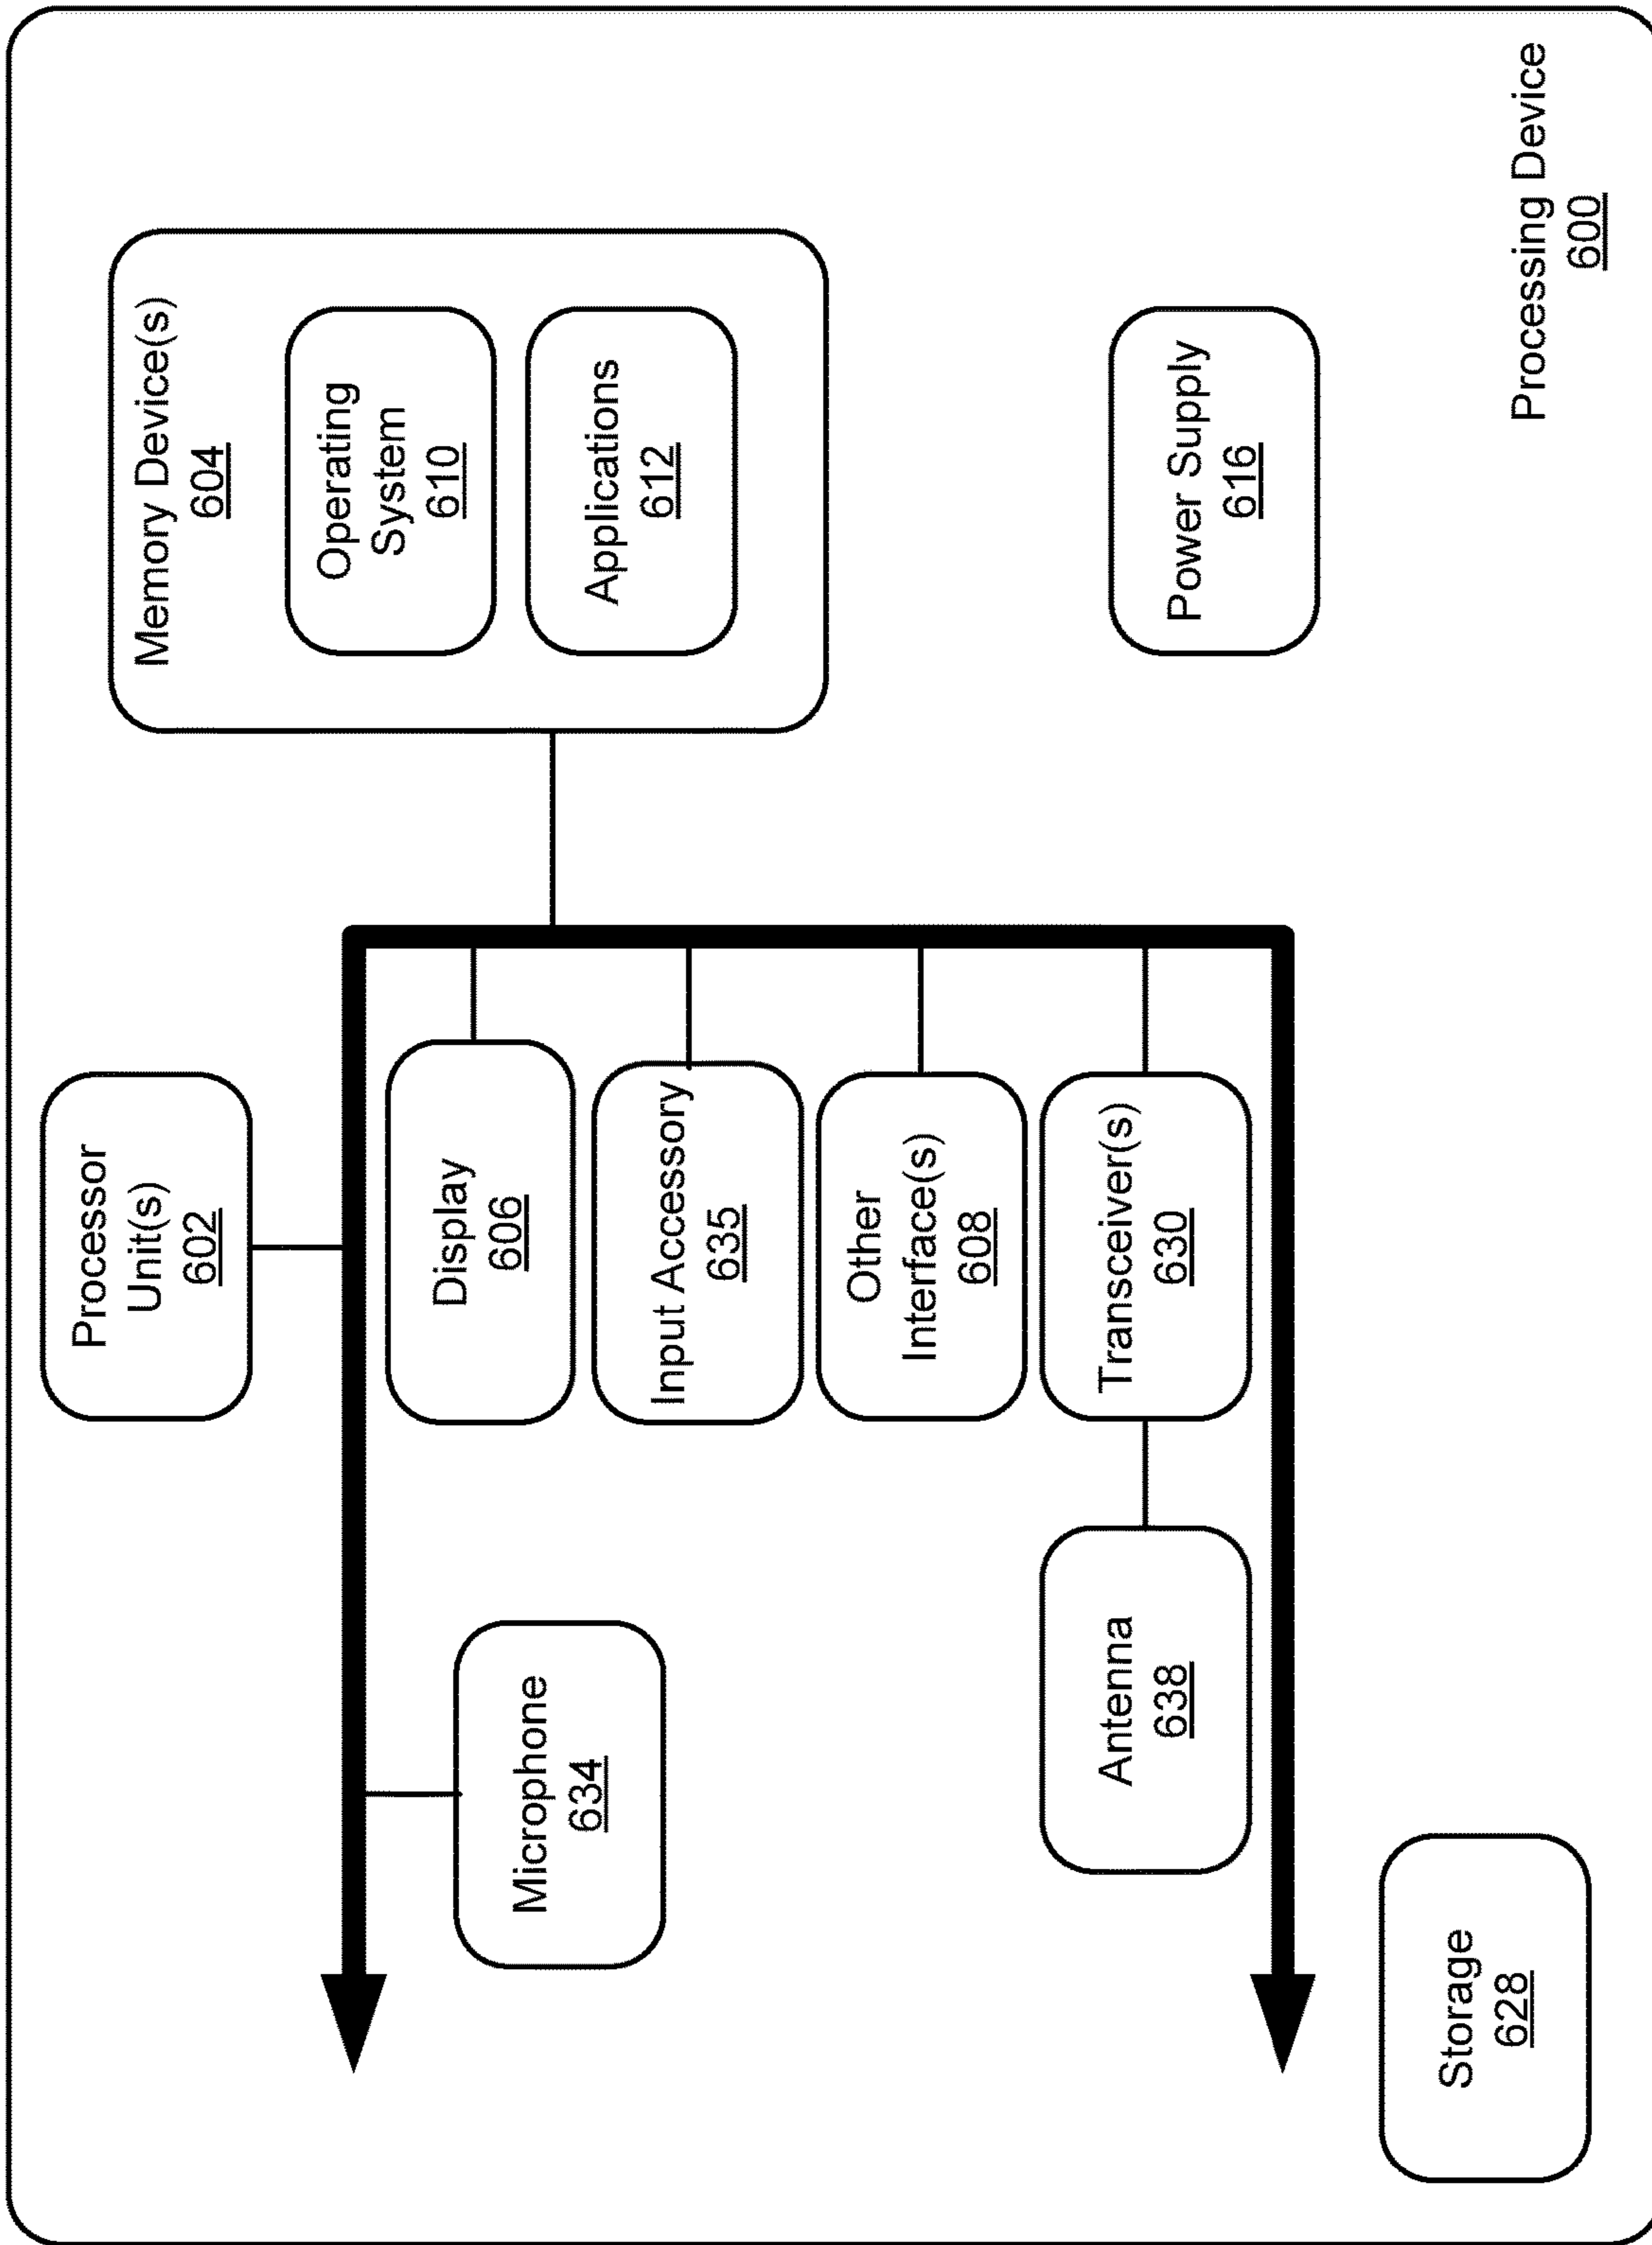 Processor
Unit(s)
602
Memory Device(s)
604
Operating
System
610
Applications
612
Display
606
Microphone
634
Input Accessory
635
Other
Interface(s)
608
Antenna
638
Transceiver(s)
630
Power Supply
616
Storage
628
Processing Device
600